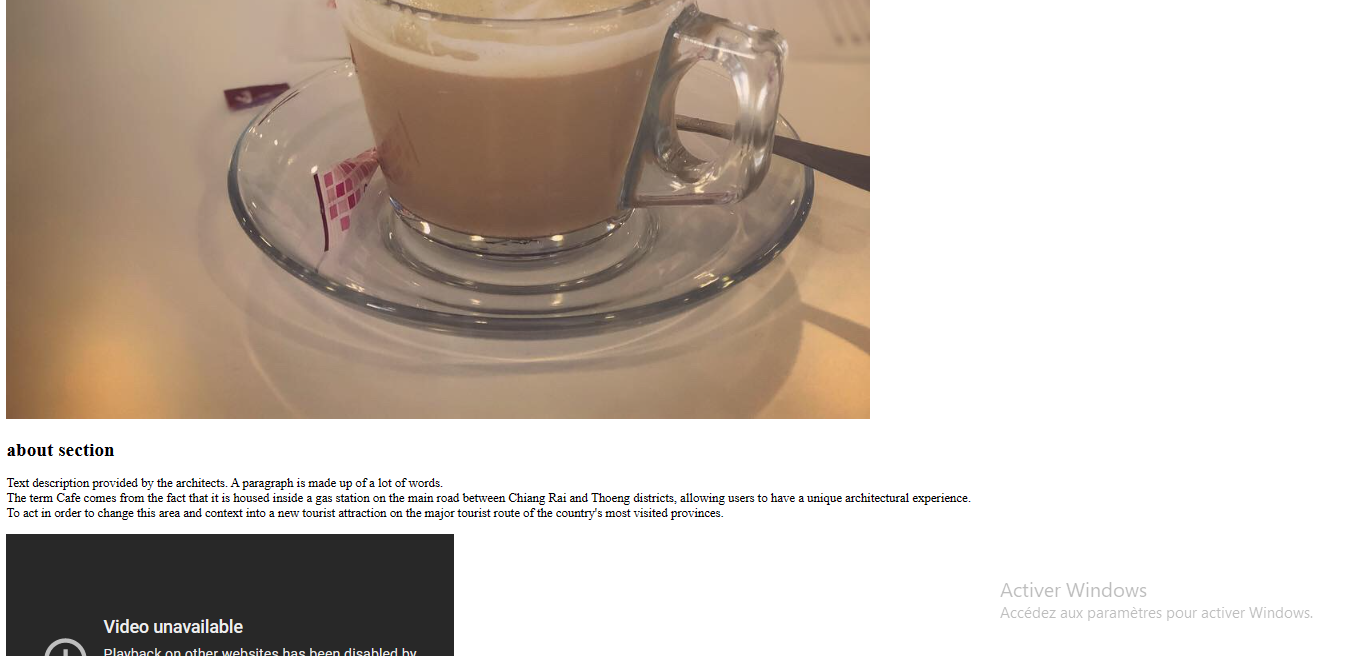 about section
Text description provided by the architects. A paragraph is made up of a lot of words.
The term Cafe comes from the fact that it is housed inside a gas station on the main road between Chiang Rai and Thoeng districts, allowing users to have a unique architectural experience.
To act in order to change this area and context into a new tourist attraction on the major tourist route of the country's most visited provinces.
Video unavailable
Playback on other websites has been disabled by
Activer Windows
Accédez aux paramètres pour activer Windows.